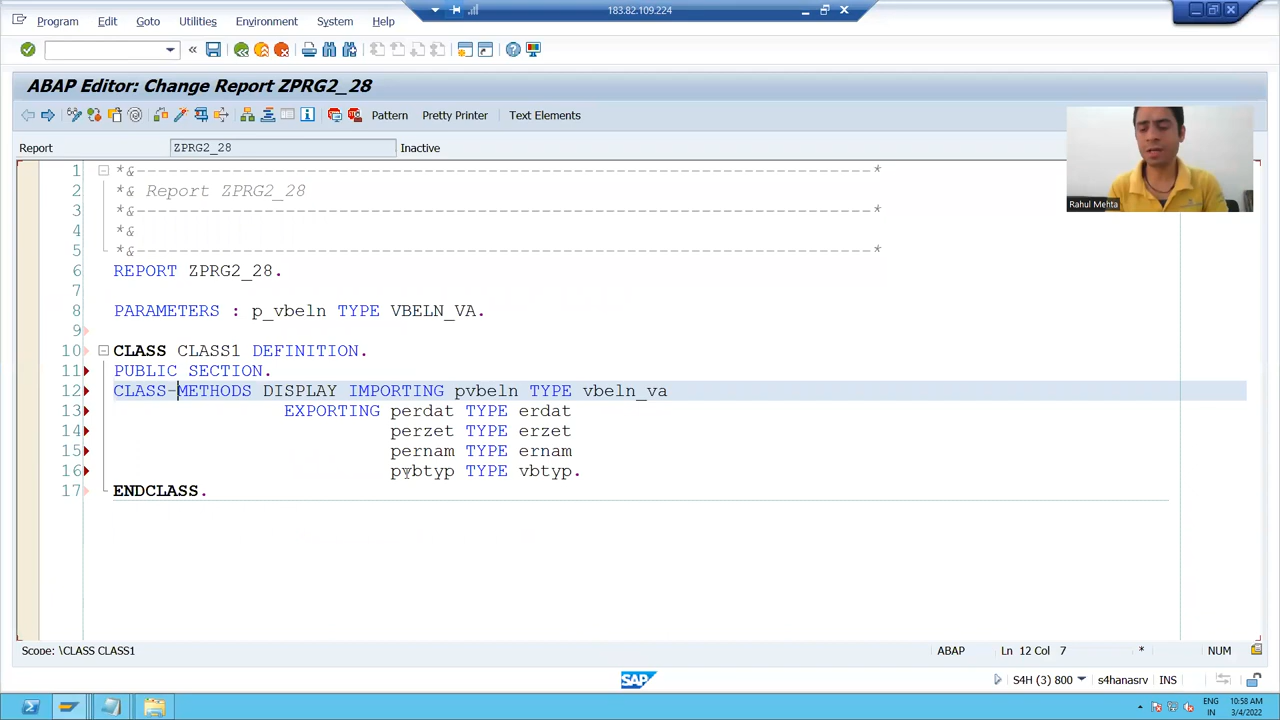 183.82.109.224
Program Edit Goto Utilities Environment System Help
ABAP Editor: Change Report ZPRG2_28
Pattern Pretty Printer Text Elements
Report ZPRG2_28 Inactive
Rahul Mehta
1 *&---------------------------------------------------------------------*
2 *& Report ZPRG2_28
3 *&---------------------------------------------------------------------*
4 *&
5 *&---------------------------------------------------------------------*
6 REPORT ZPRG2_28.
7
8 PARAMETERS : p_vbeln TYPE VBELN_VA.
9
10 CLASS CLASS1 DEFINITION.
11 PUBLIC SECTION.
12 CLASS-METHODS DISPLAY IMPORTING pvbeln TYPE vbeln_va
13 EXPORTING perdat TYPE erdat
14 perzet TYPE erzet
15 pernam TYPE ernam
16 pvbtyp TYPE vbtyp.
17 ENDCLASS.
Scope: \CLASS CLASS1 ABAP Ln 12 Col 7 * NUM
SAP S4H (3) 800 s4hanasrv INS
ENG 10:58 AM
IN 3/4/2022